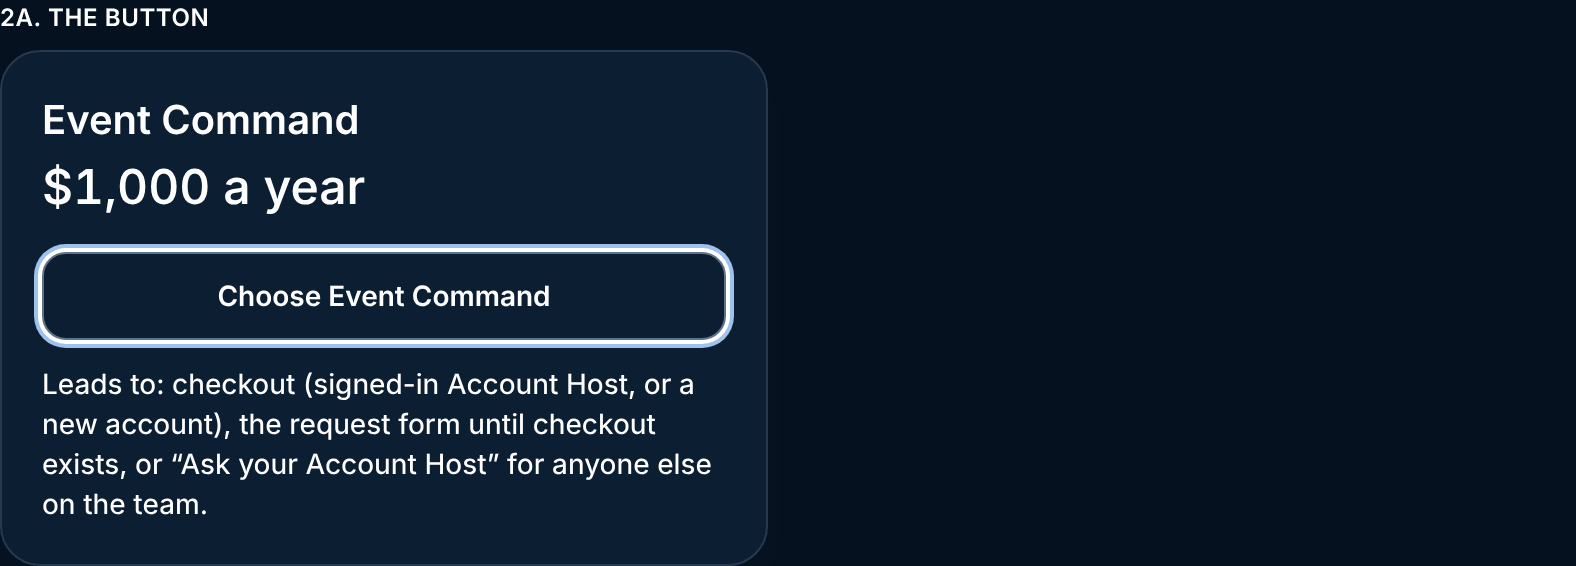 2A. THE BUTTON
Event Command
$1,000 a year
Choose Event Command
Leads to: checkout (signed-in Account Host, or a
new account), the request form until checkout
exists, or “Ask your Account Host” for anyone else
on the team.